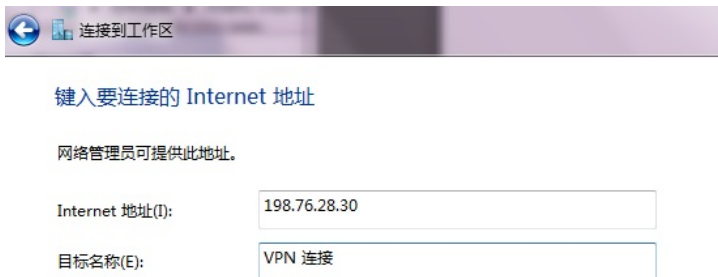 连接到工作区
键入要连接的 Internet 地址
网络管理员可提供此地址。
Internet 地址(I): 198.76.28.30
目标名称(E): VPN 连接